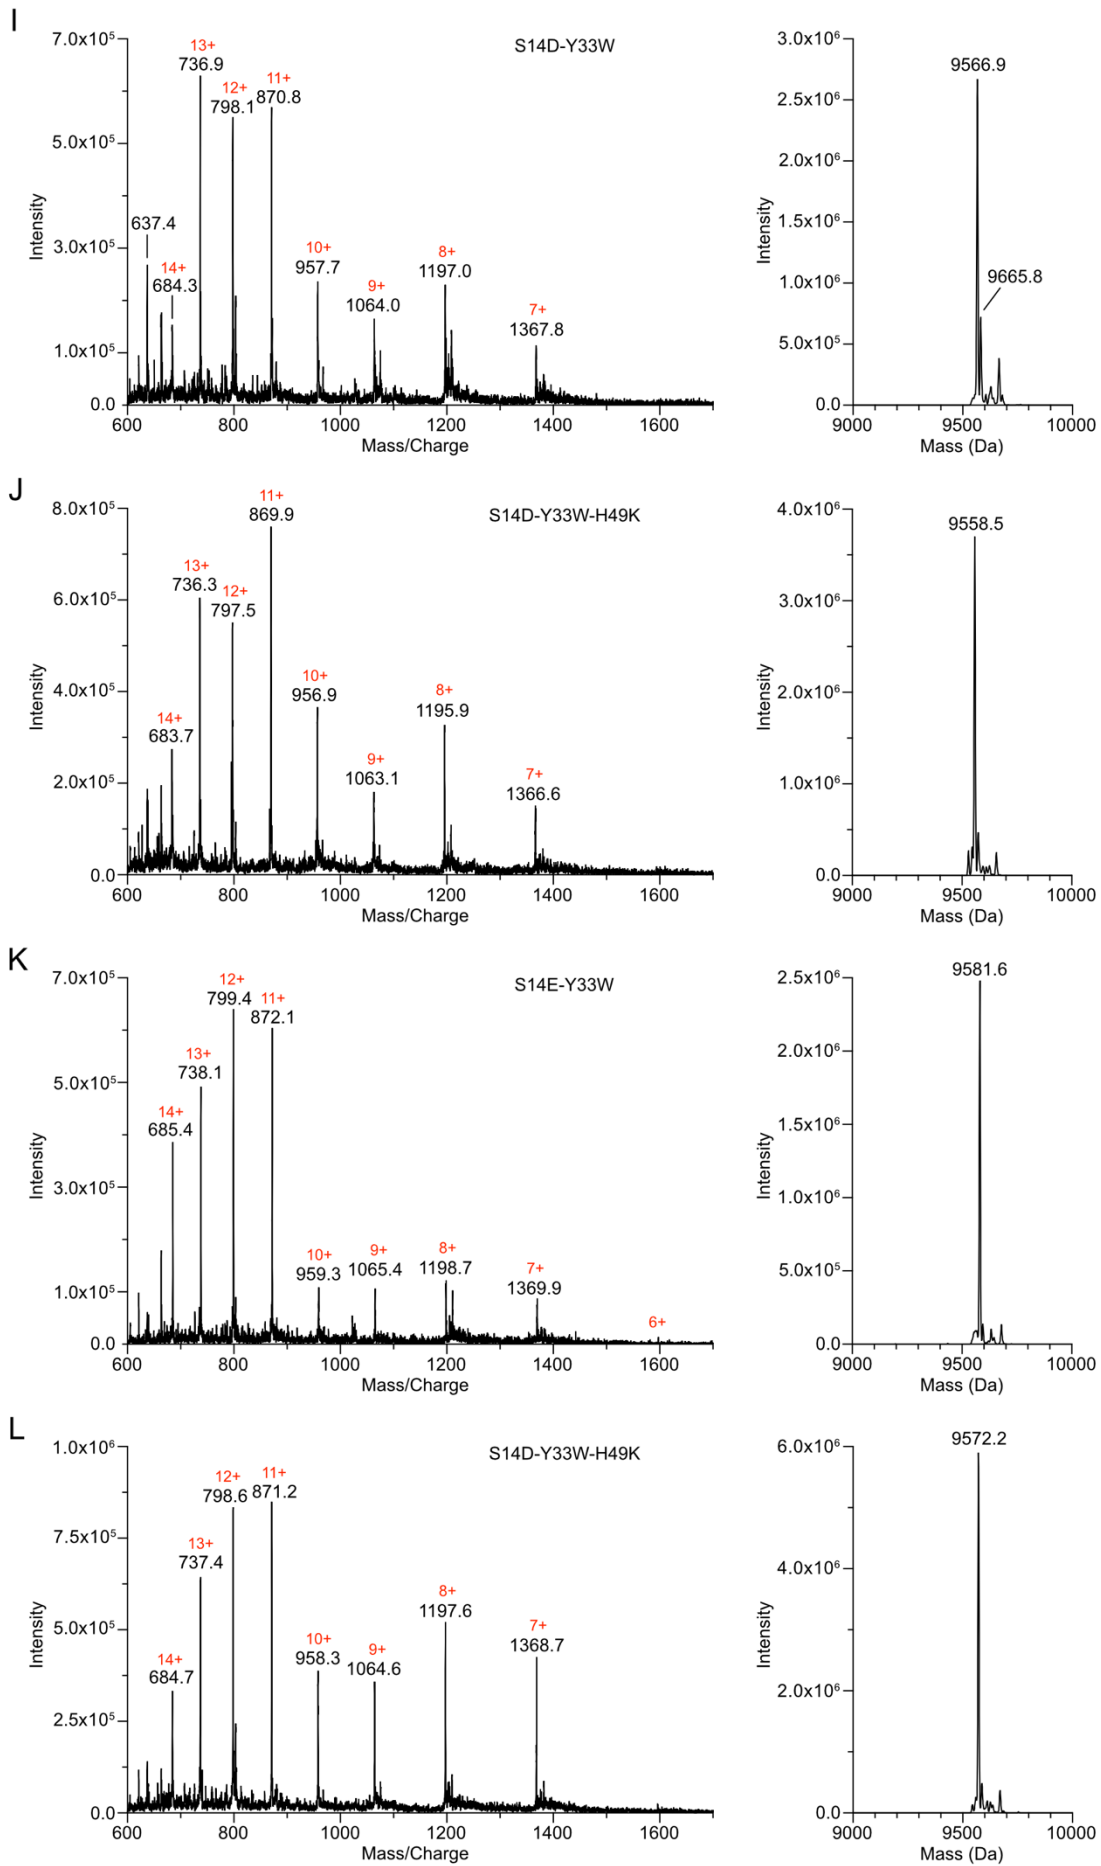 I
S14D-Y33W
Intensity
7.0x10⁵
5.0x10⁵
3.0x10⁵
1.0x10⁵
0.0
637.4
14+
684.3
13+
736.9
12+
798.1
11+
870.8
10+
957.7
9+
1064.0
8+
1197.0
7+
1367.8
600 800 1000 1200 1400 1600
Mass/Charge
Intensity
3.0x10⁶
2.5x10⁶
2.0x10⁶
1.5x10⁶
1.0x10⁶
5.0x10⁵
0.0
9566.9
9665.8
9000 9500 10000
Mass (Da)
J
S14D-Y33W-H49K
Intensity
8.0x10⁵
6.0x10⁵
4.0x10⁵
2.0x10⁵
0.0
14+
683.7
13+
736.3
12+
797.5
11+
869.9
10+
956.9
9+
1063.1
8+
1195.9
7+
1366.6
600 800 1000 1200 1400 1600
Mass/Charge
Intensity
4.0x10⁶
3.0x10⁶
2.0x10⁶
1.0x10⁶
0.0
9558.5
9000 9500 10000
Mass (Da)
K
S14E-Y33W
Intensity
7.0x10⁵
5.0x10⁵
3.0x10⁵
1.0x10⁵
0.0
14+
685.4
13+
738.1
12+
799.4
11+
872.1
10+
959.3
9+
1065.4
8+
1198.7
7+
1369.9
6+
600 800 1000 1200 1400 1600
Mass/Charge
Intensity
2.5x10⁶
2.0x10⁶
1.5x10⁶
1.0x10⁶
5.0x10⁵
0.0
9581.6
9000 9500 10000
Mass (Da)
L
S14D-Y33W-H49K
Intensity
1.0x10⁶
7.5x10⁵
5.0x10⁵
2.5x10⁵
0.0
14+
684.7
13+
737.4
12+
798.6
11+
871.2
10+
958.3
9+
1064.6
8+
1197.6
7+
1368.7
600 800 1000 1200 1400 1600
Mass/Charge
Intensity
6.0x10⁶
4.0x10⁶
2.0x10⁶
0.0
9572.2
9000 9500 10000
Mass (Da)